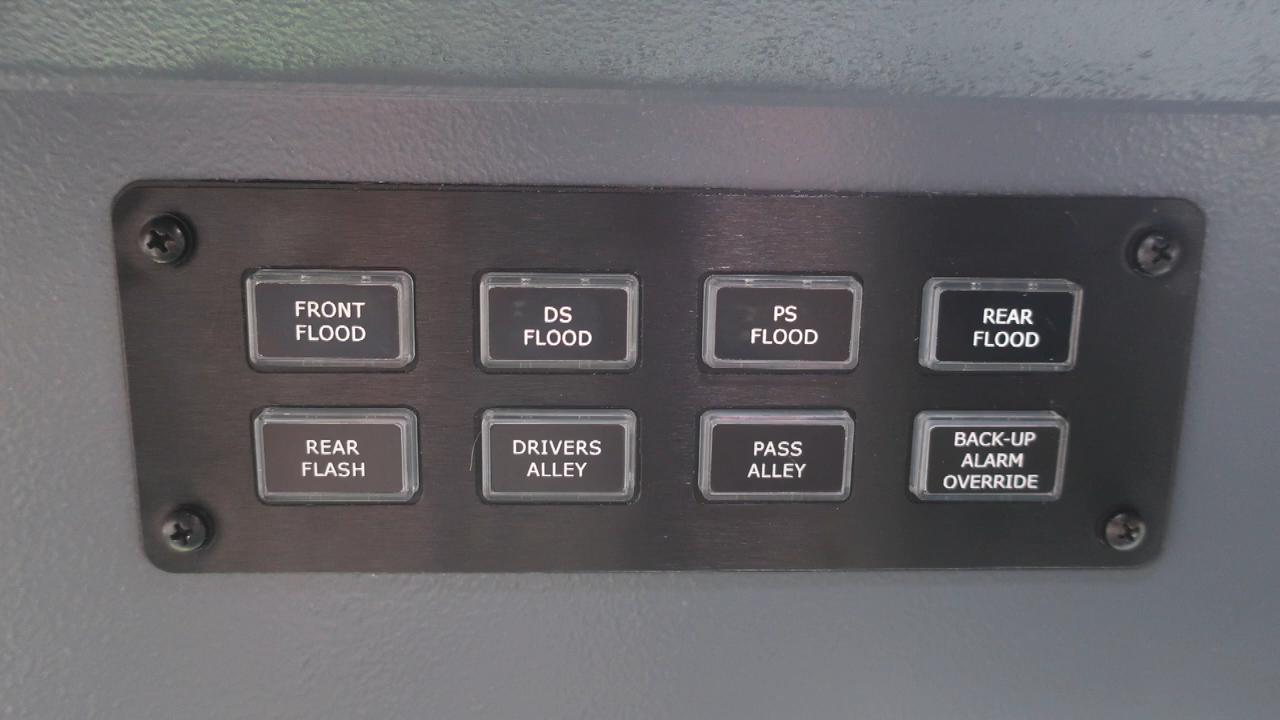 FRONT
FLOOD
DS
FLOOD
PS
FLOOD
REAR
FLOOD
REAR
FLASH
DRIVERS
ALLEY
PASS
ALLEY
BACK-UP
ALARM
OVERRIDE